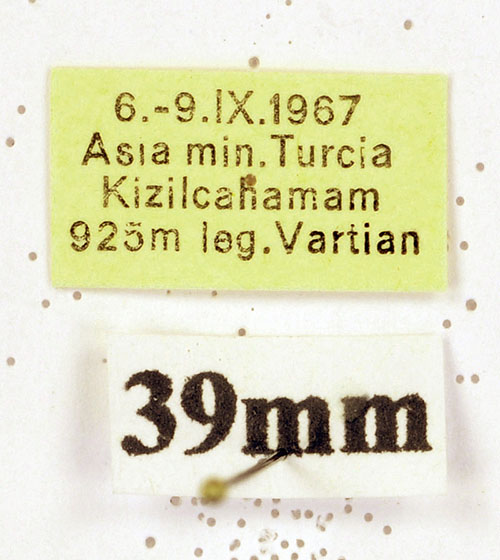 6.-9.IX.1967
Asia min.Turcia
Kizilcahamam
925m leg.Vartian
39mm